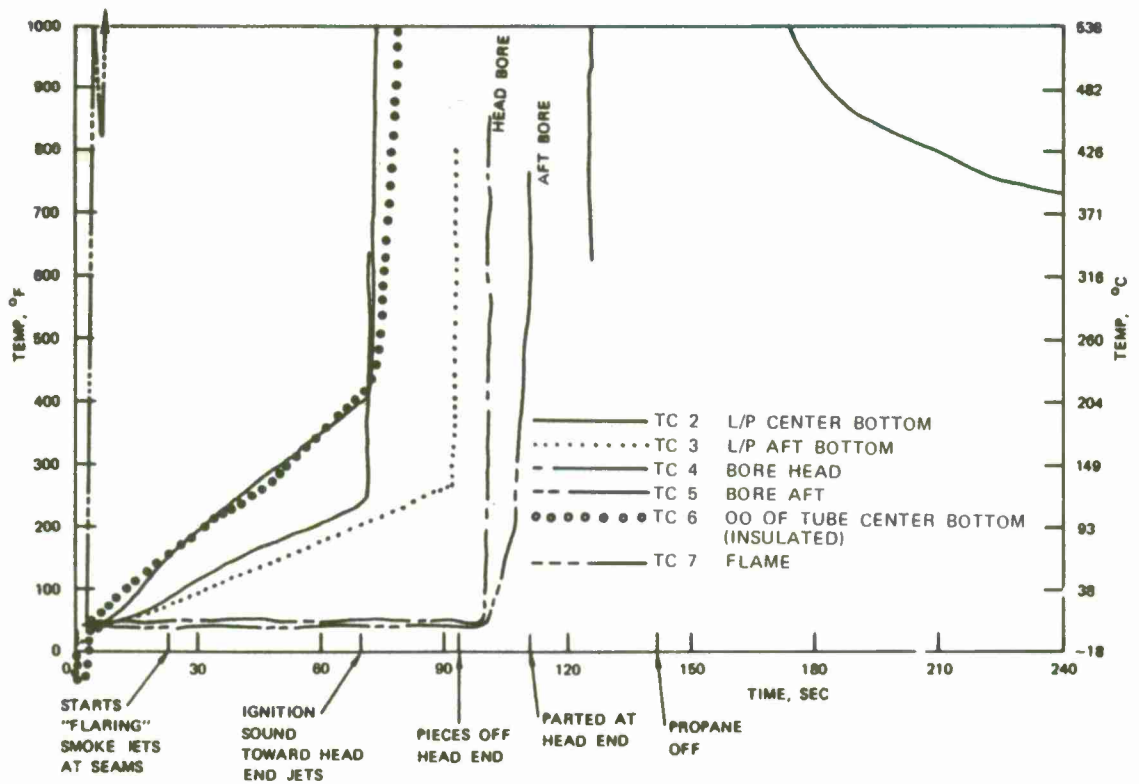 1000
900
800
700
600
500
400
300
200
100
0
TEMP, °F
538
482
426
371
316
260
204
149
93
38
-18
TEMP, °C
HEAD BORE
AFT BORE
TC 2 L/P CENTER BOTTOM
TC 3 L/P AFT BOTTOM
TC 4 BORE HEAD
TC 5 BORE AFT
TC 6 OO OF TUBE CENTER BOTTOM
(INSULATED)
TC 7 FLAME
0
30
60
90
120
150
180
210
240
TIME, SEC
STARTS
"FLARING"
SMOKE JETS
AT SEAMS
IGNITION
SOUND
TOWARD HEAD
END JETS
PIECES OFF
HEAD END
PARTED AT
HEAD END
PROPANE
OFF